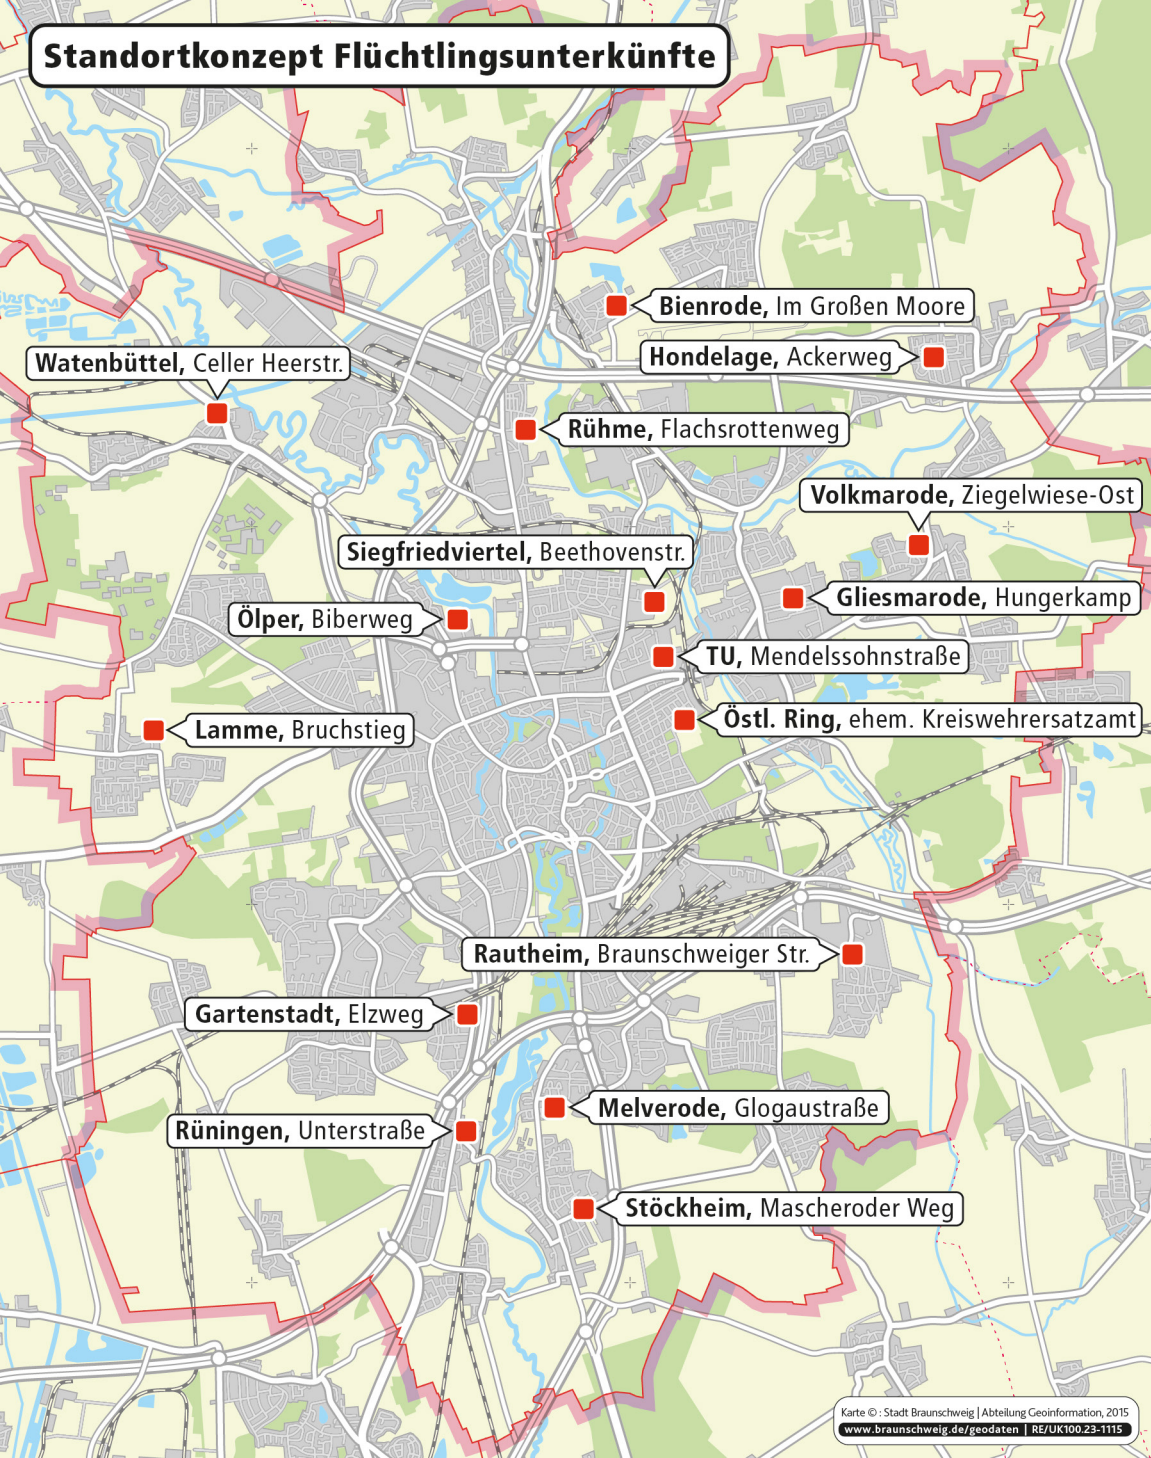 Standortkonzept Flüchtlingsunterkünfte
Bienrode, Im Großen Moore
Hondelage, Ackerweg
Watenbüttel, Celler Heerstr.
Rühme, Flachsrottenweg
Volkmarode, Ziegelwiese-Ost
Siegfriedviertel, Beethovenstr.
Gliesmarode, Hungerkamp
Ölper, Biberweg
TU, Mendelssohnstraße
Östl. Ring, ehem. Kreiswehrersatzamt
Lamme, Bruchstieg
Rautheim, Braunschweiger Str.
Gartenstadt, Elzweg
Melverode, Glogaustraße
Rüningen, Unterstraße
Stöckheim, Mascheroder Weg
Karte © : Stadt Braunschweig | Abteilung Geoinformation, 2015
www.braunschweig.de/geodaten | RE/UK100.23-1115